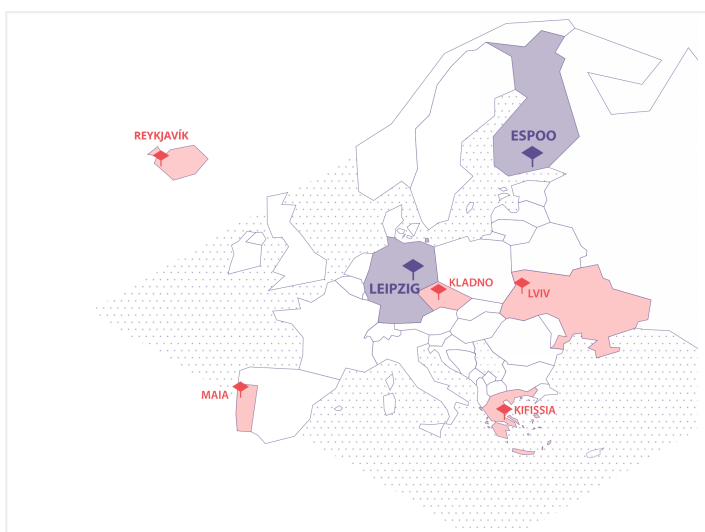 ESPOO
REYKJAVÍK
KLADNO
LEIPZIG
LVIV
MAIA
KIFISSIA